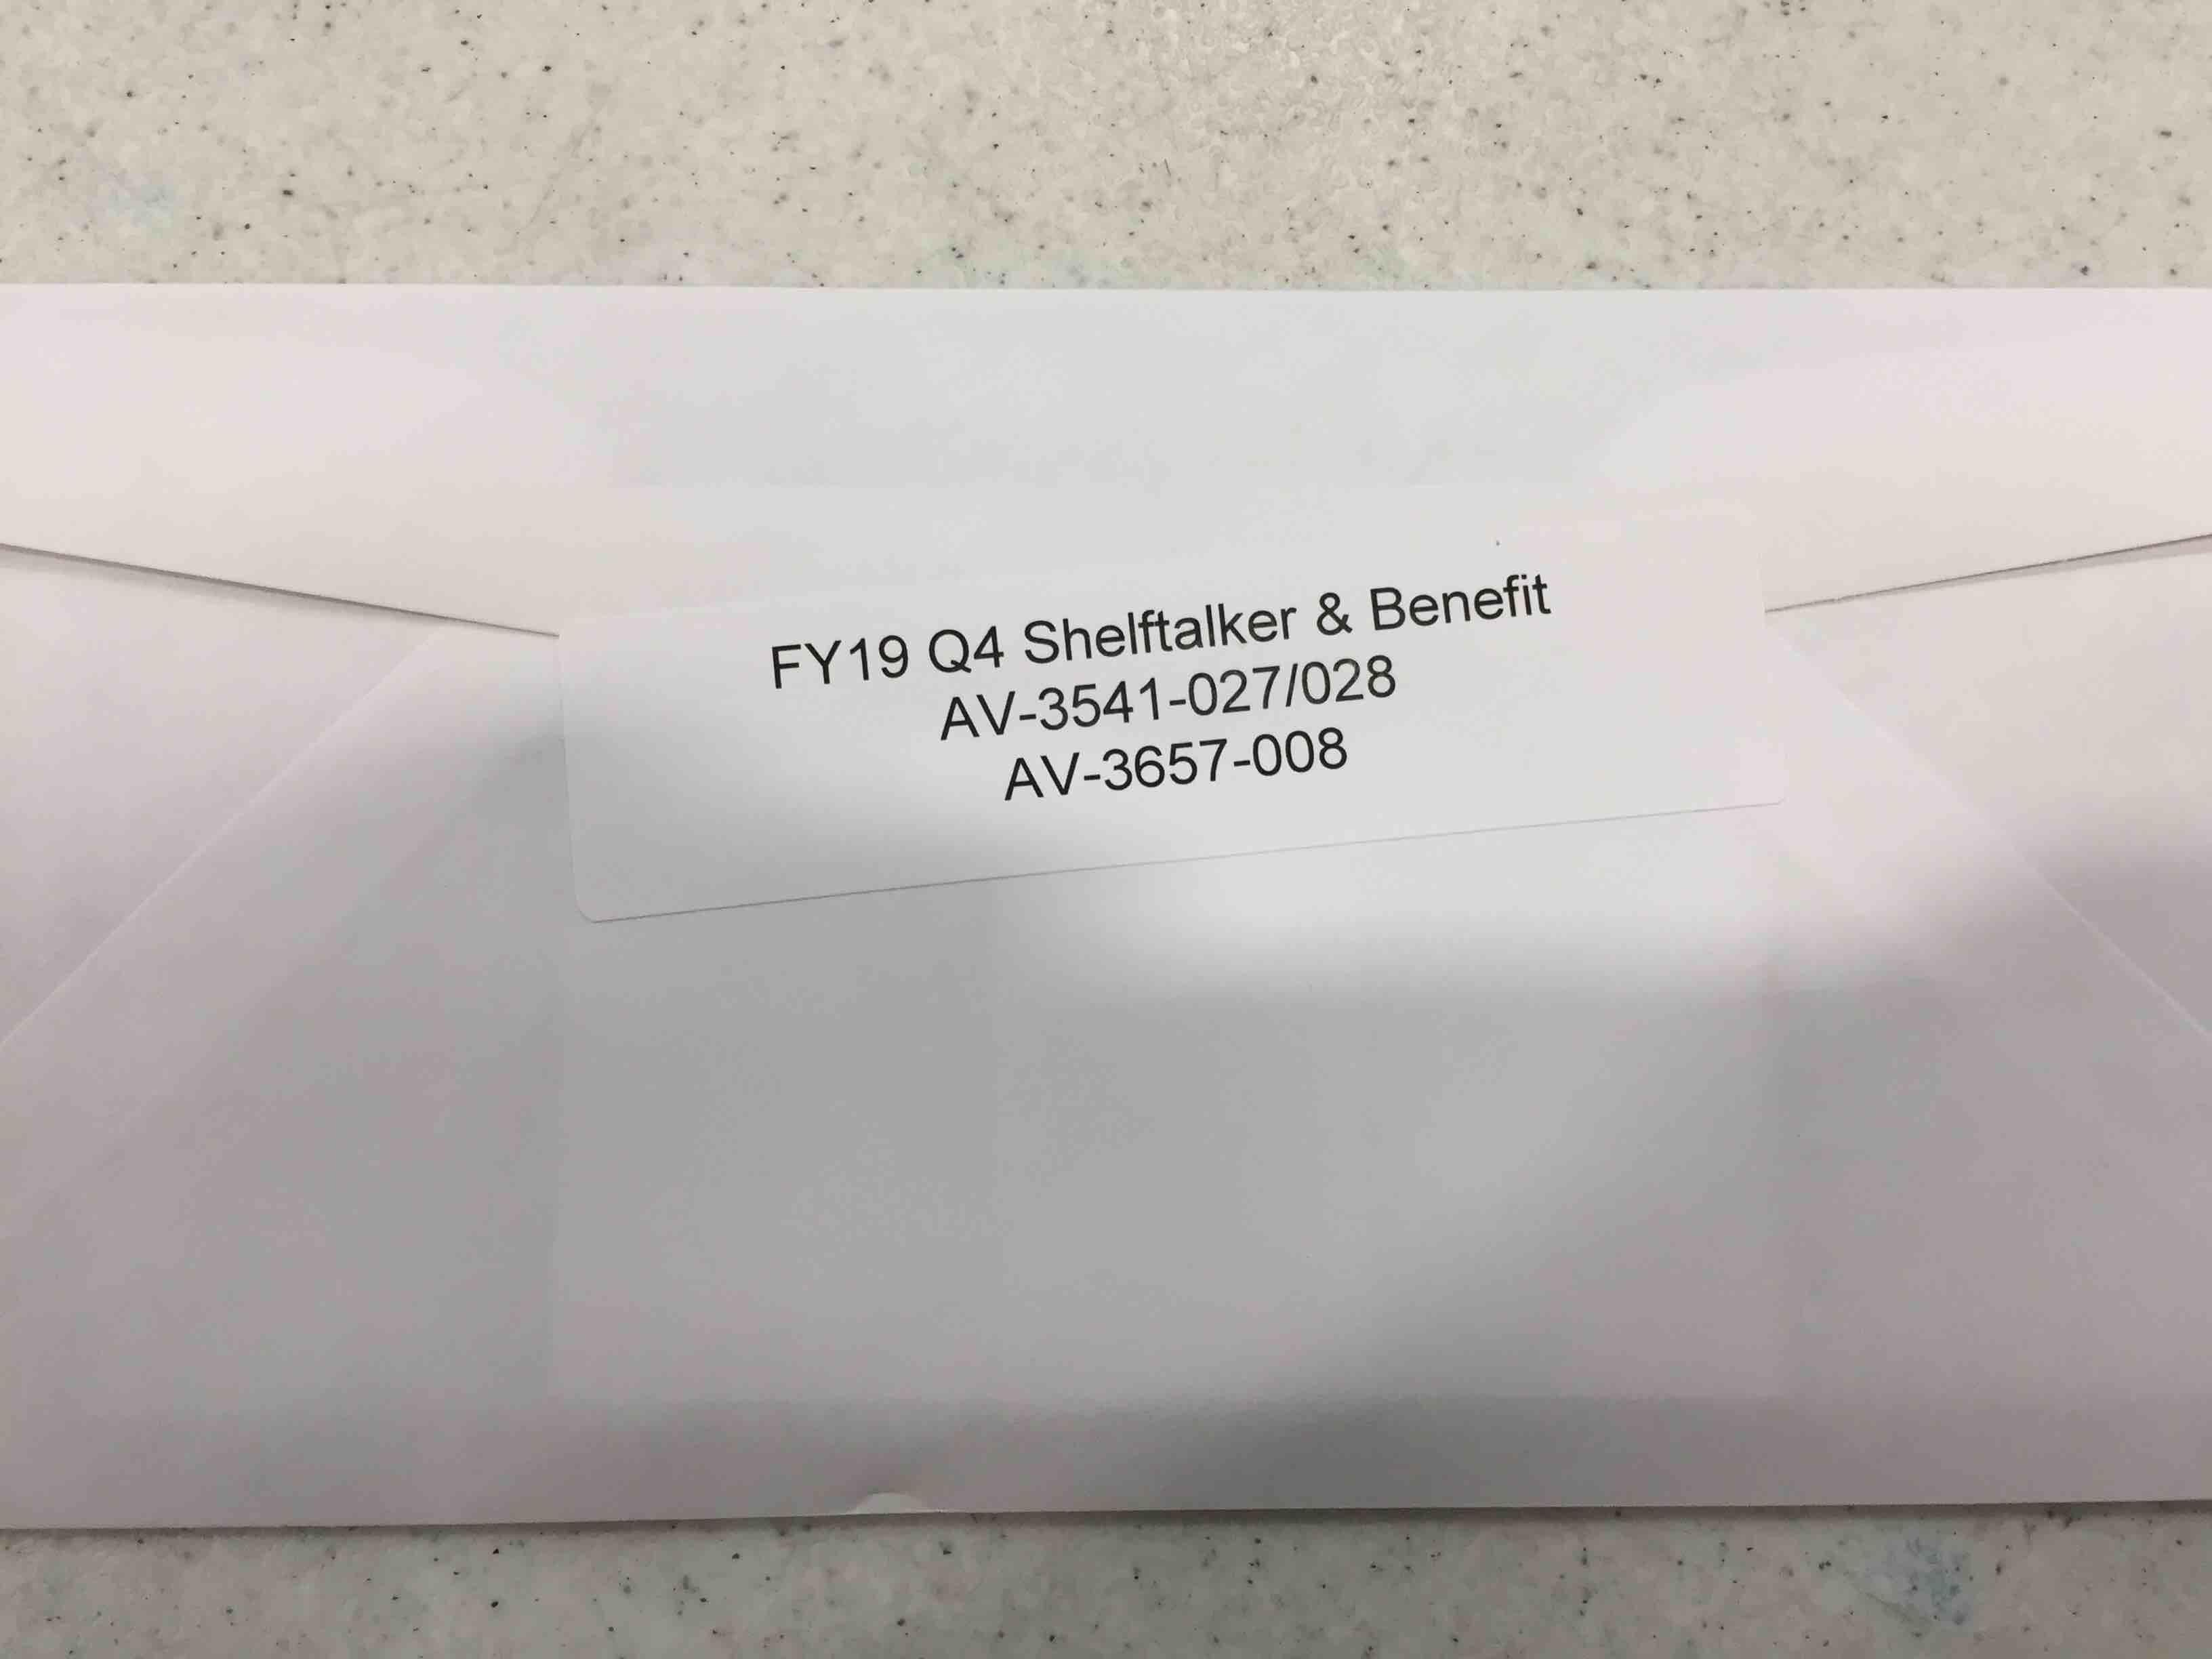 FY19 Q4 Shelftalker & Benefit
AV-3541-027/028
AV-3657-008